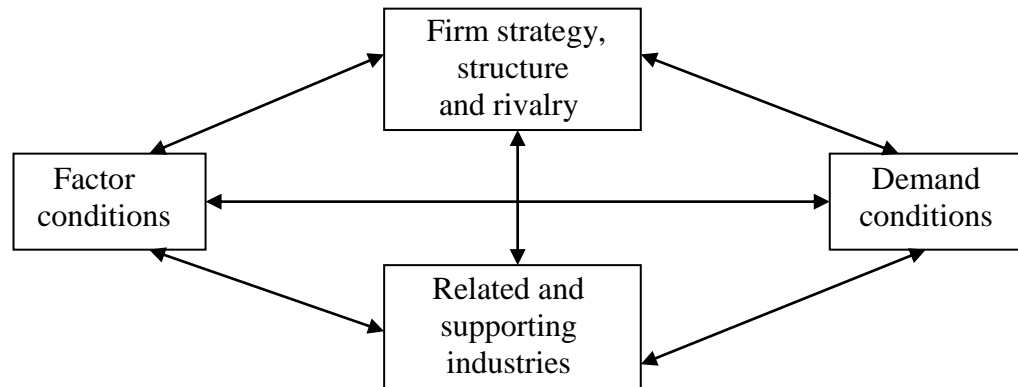 Firm strategy,
structure
and rivalry
Factor
conditions
Demand
conditions
Related and
supporting
industries